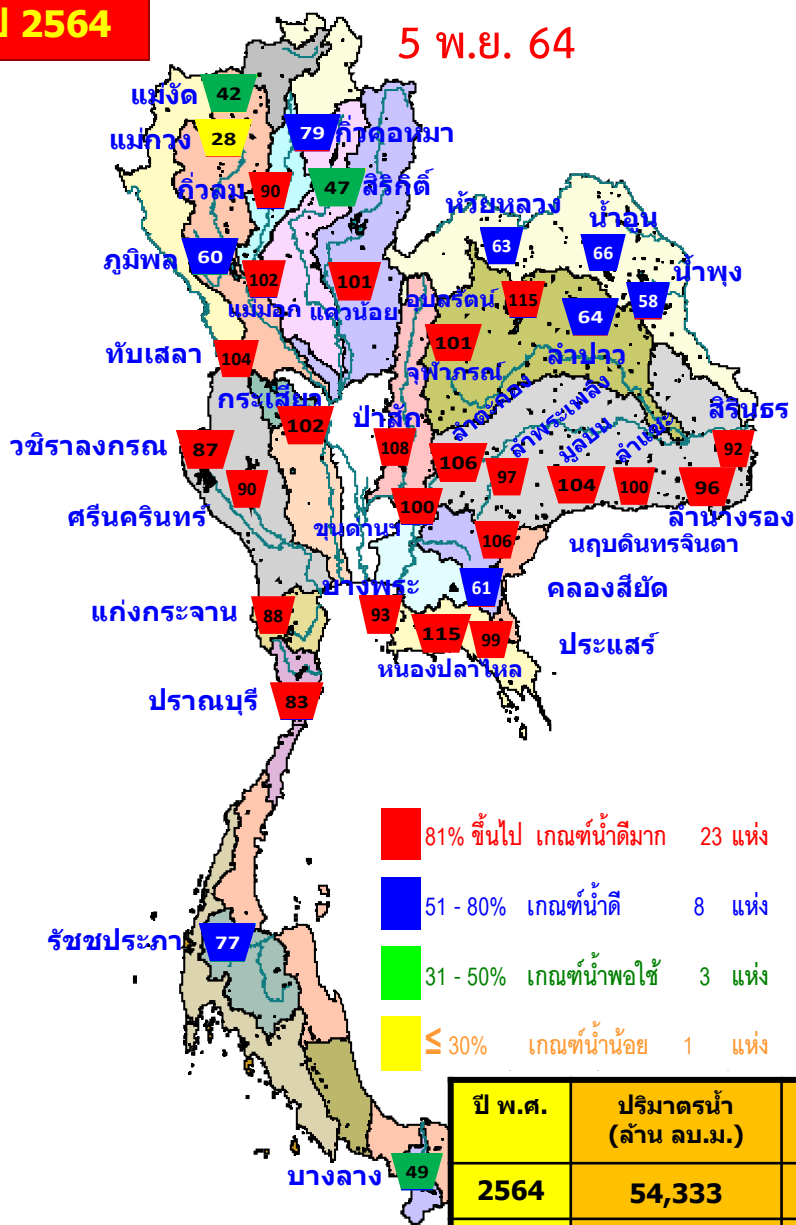 ปี 2564
5 พ.ย. 64
แม่งัด 42
แม่กวง 28
79 กิ่วคอหมา
กิ่วลม 90
47 สิริกิติ์
ห้วยหลวง
63
น้ำอูน
66
น้ำพุง
58
ภูมิพล 60
102
แม่มอก
101
แควน้อย
อุบลรัตน์ 115
64
ลำปาว
101
จุฬาภรณ์
ทับเสลา 104
กระเสียว
102
ป่าสัก
108
ลำตะคอง
106
ลำพระเพลิง
97
มูลบน
104
ลำแชะ
100
สิรินธร
92
96
ลำนางรอง
วชิราลงกรณ 87
90
ศรีนครินทร์
100
ขุนด่านฯ
106
นฤบดินทรจินดา
บางพระ
93
61 คลองสียัด
แก่งกระจาน 88
115
หนองปลาไหล
99 ประแสร์
ปราณบุรี 83
81% ขึ้นไป เกณฑ์น้ำดีมาก 23 แห่ง
51 - 80% เกณฑ์น้ำดี 8 แห่ง
31 - 50% เกณฑ์น้ำพอใช้ 3 แห่ง
≤ 30% เกณฑ์น้ำน้อย 1 แห่ง
รัชชประภา 77
บางลาง 49
ปี พ.ศ. ปริมาตรน้ำ
(ล้าน ลบ.ม.)
2564 54,333